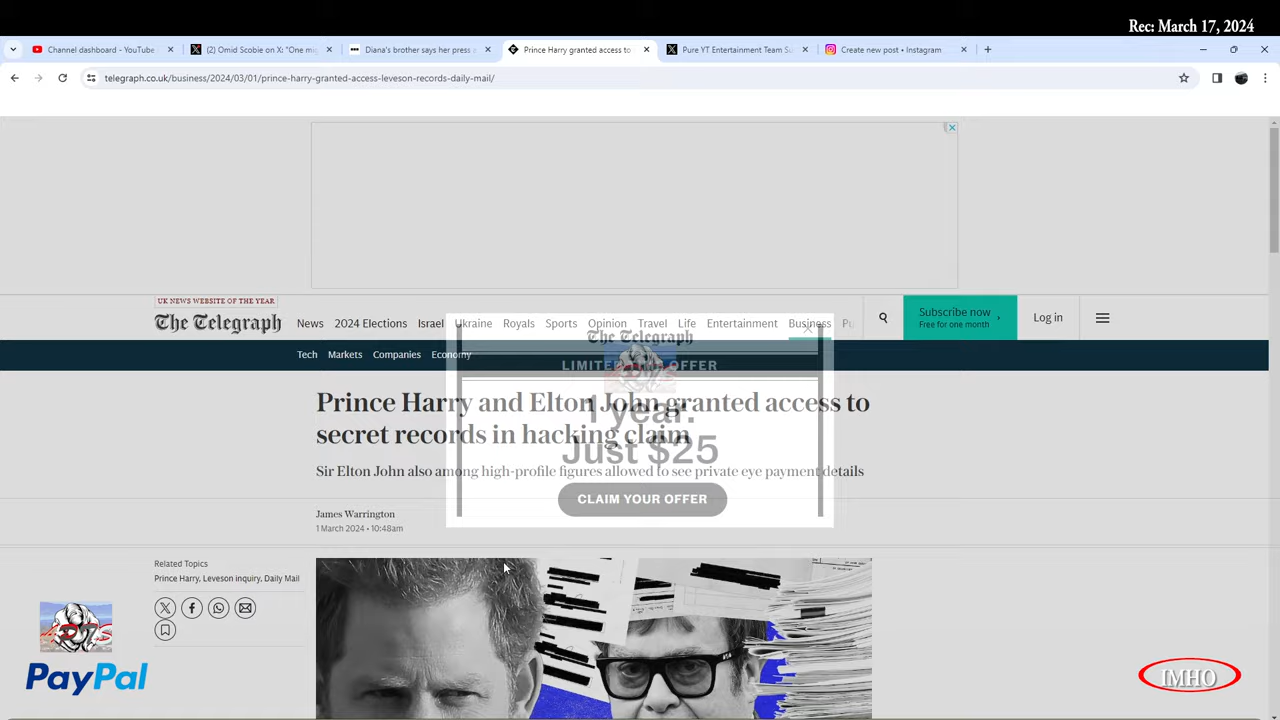 Rec: March 17, 2024
Channel dashboard - YouTube
(2) Omid Scobie on X: "One mi
Diana's brother says her press
Prince Harry granted access to
Pure YT Entertainment Team Su
Create new post • Instagram
telegraph.co.uk/business/2024/03/01/prince-harry-granted-access-leveson-records-daily-mail/
UK NEWS WEBSITE OF THE YEAR
The Telegraph
News 2024 Elections Israel Ukraine Royals Sports Opinion Travel Life Entertainment Business Pu
Subscribe now
Free for one month
Log in
Tech Markets Companies Economy
The Telegraph
LIMITED TIME OFFER
1 year.
Just $25
CLAIM YOUR OFFER
Prince Harry and Elton John granted access to
secret records in hacking claim
Sir Elton John also among high-profile figures allowed to see private eye payment details
James Warrington
1 March 2024 • 10:48am
Related Topics
Prince Harry, Leveson inquiry, Daily Mail
PayPal
IMHO